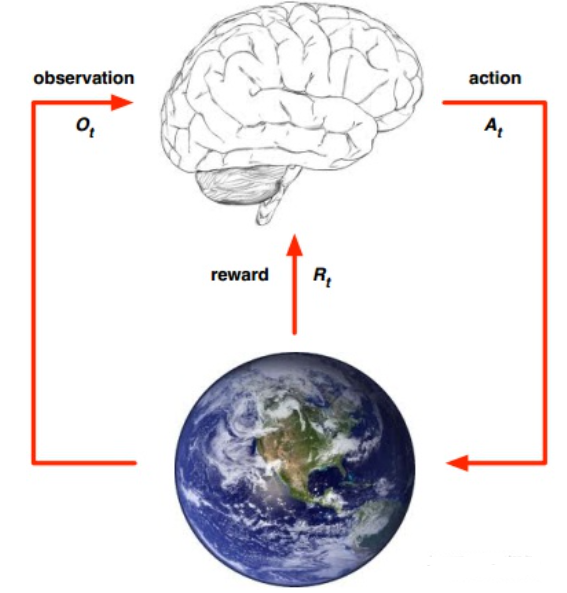 observation
O_t
action
A_t
reward R_t